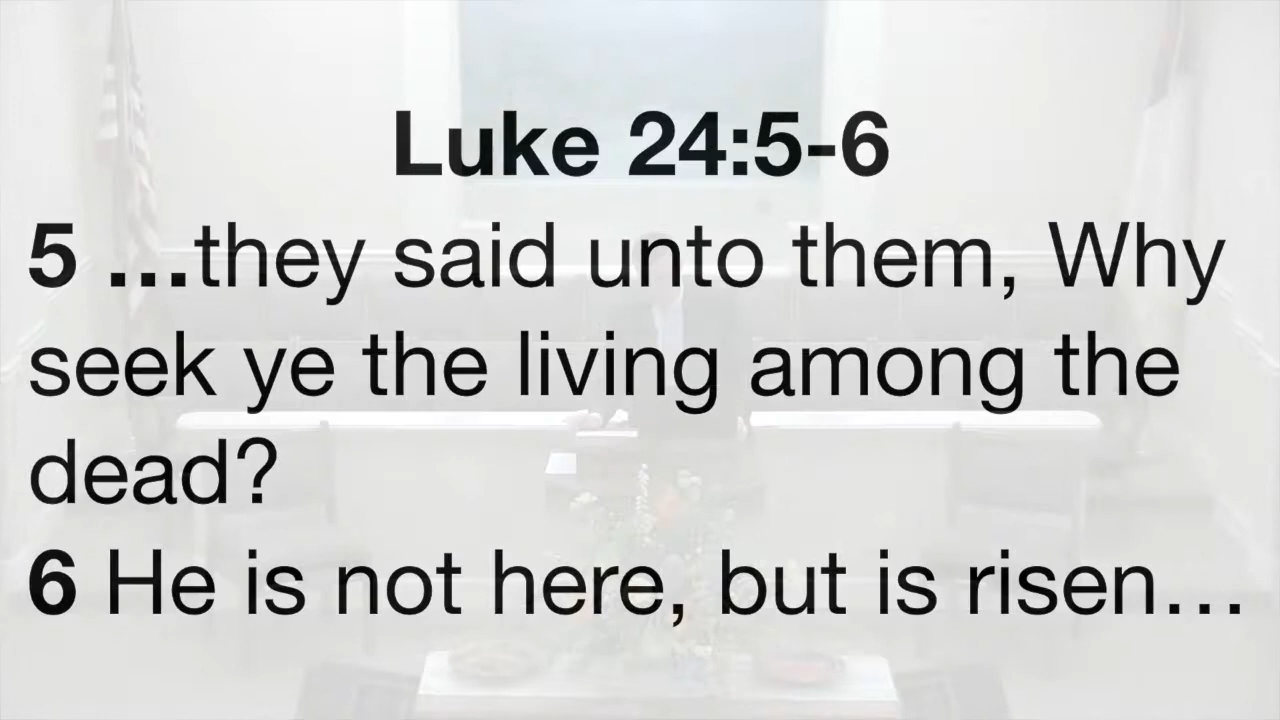 Luke 24:5-6
5 ...they said unto them, Why
seek ye the living among the
dead?
6 He is not here, but is risen...